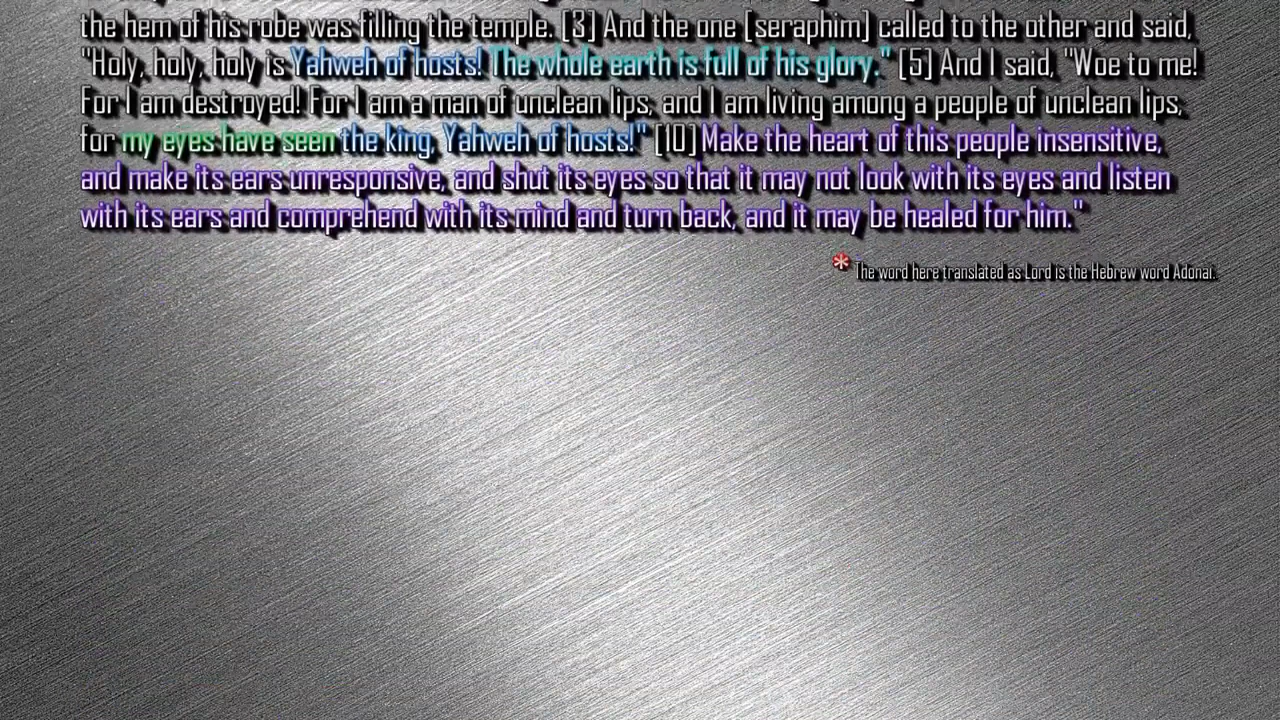 the hem of his robe was filling the temple. [3] And the one [seraphim] called to the other and said,
"Holy, holy, holy is Yahweh of hosts! The whole earth is full of his glory." [5] And I said, "Woe to me!
For I am destroyed! For I am a man of unclean lips, and I am living among a people of unclean lips,
for my eyes have seen the king, Yahweh of hosts!" [10] Make the heart of this people insensitive,
and make its ears unresponsive, and shut its eyes so that it may not look with its eyes and listen
with its ears and comprehend with its mind and turn back, and it may be healed for him."
* The word here translated as Lord is the Hebrew word Adonai.